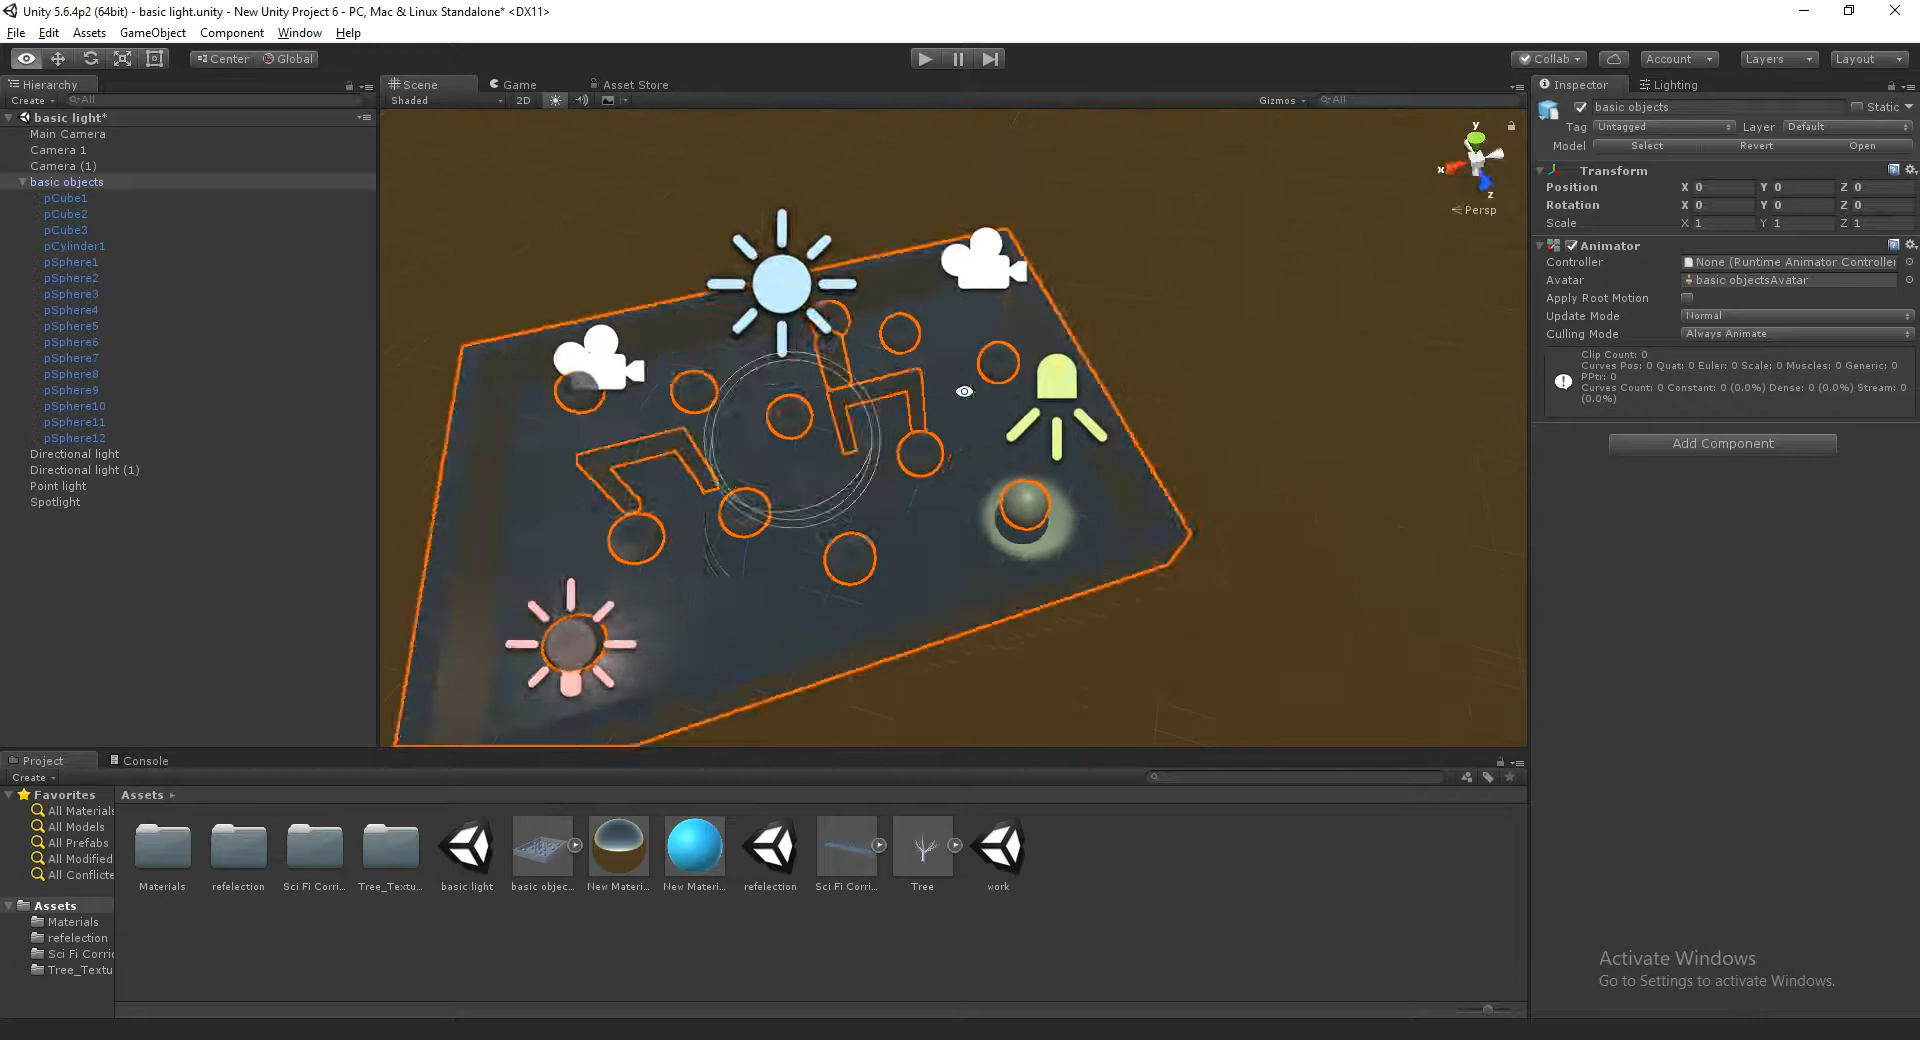 Unity 5.6.4p2 (64bit) - basic light.unity - New Unity Project 6 - PC, Mac & Linux Standalone* <DX11>
File Edit Assets GameObject Component Window Help
Center Global Collab Account Layers Layout
Hierarchy
Create All
basic light*
Main Camera
Camera 1
Camera (1)
basic objects
pCube1
pCube2
pCube3
pCylinder1
pSphere1
pSphere2
pSphere3
pSphere4
pSphere5
pSphere6
pSphere7
pSphere8
pSphere9
pSphere10
pSphere11
pSphere12
Directional light
Directional light (1)
Point light
Spotlight
Scene Game Asset Store
Shaded 2D Gizmos All
y
x
z
Persp
Inspector Lighting
basic objects Static
Tag Untagged Layer Default
Model Select Revert Open
Transform
Position X 0 Y 0 Z 0
Rotation X 0 Y 0 Z 0
Scale X 1 Y 1 Z 1
Animator
Controller None (Runtime Animator Controller
Avatar basic objectsAvatar
Apply Root Motion
Update Mode Normal
Culling Mode Always Animate
Clip Count: 0
Curves Pos: 0 Quat: 0 Euler: 0 Scale: 0 Muscles: 0 Generic: 0
PPtr: 0
Curves Count: 0 Constant: 0 (0.0%) Dense: 0 (0.0%) Stream: 0
(0.0%)
Add Component
Project Console
Create
Favorites
All Materials
All Models
All Prefabs
All Modified
All Conflicte
Assets
Materials
refelection
Sci Fi Corri
Tree_Textu
Assets
Materials refelection Sci Fi Corri... Tree_Textu... basic light basic objec... New Materi... New Materi... refelection Sci Fi Corri... Tree work
Activate Windows
Go to Settings to activate Windows.